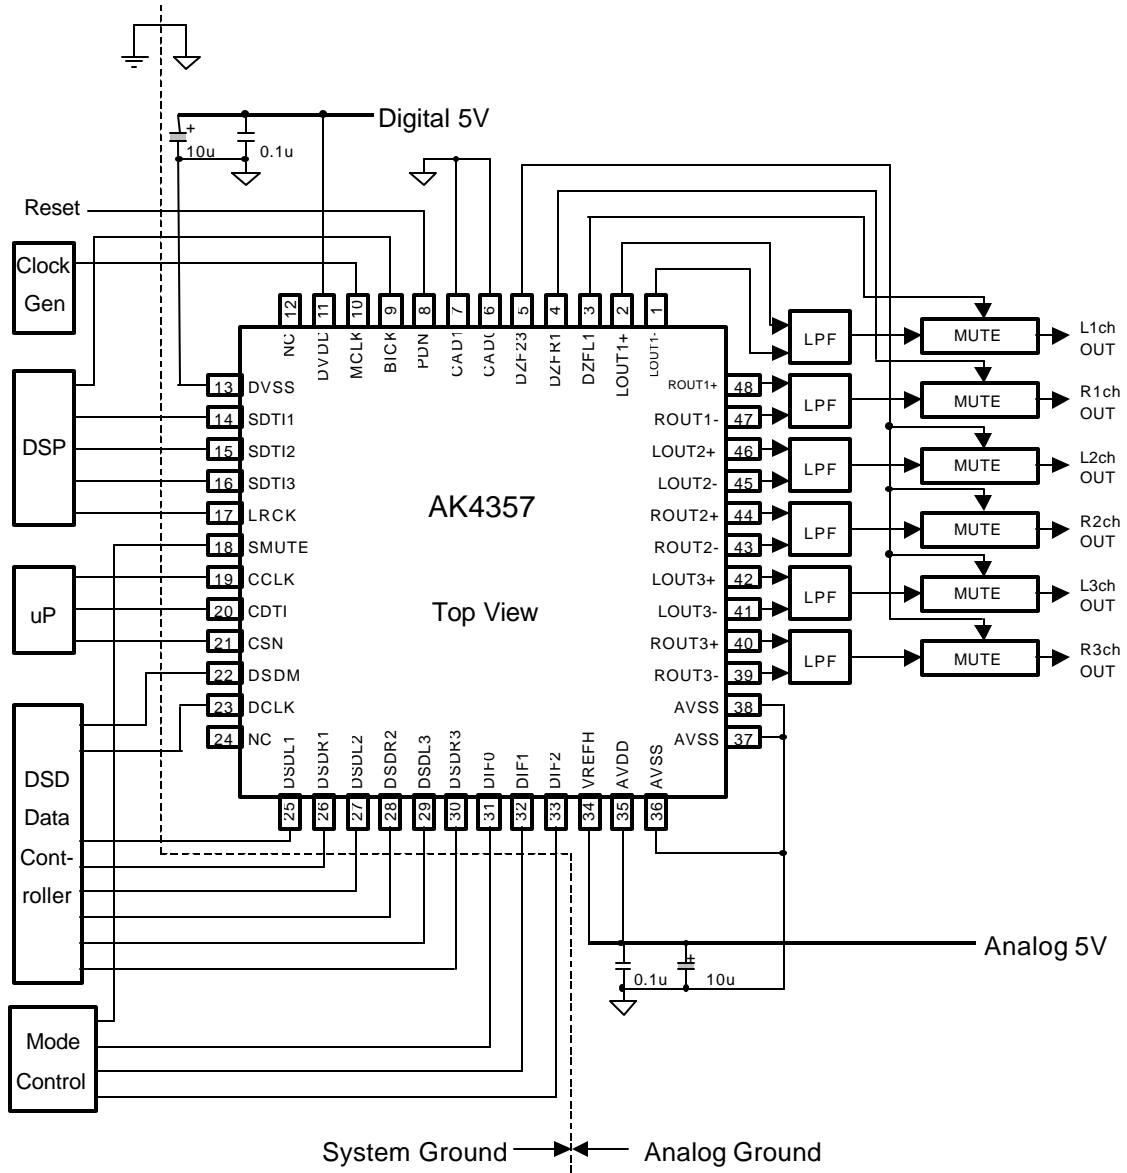 Digital 5V
+
10u
0.1u
Reset
Clock
Gen
12
11
10
9
8
7
6
5
4
3
2
1
NC
DVDD
MCLK
BICK
PDN
CAD1
CAD0
DZF23
DZFR1
DZFL1
LOUT1+
LOUT1-
LPF
MUTE
L1ch
OUT
DSP
13 DVSS
14 SDTI1
15 SDTI2
16 SDTI3
17 LRCK
18 SMUTE
19 CCLK
20 CDTI
21 CSN
22 DSDM
23 DCLK
24 NC
uP
AK4357
Top View
ROUT1+ 48
ROUT1- 47
LOUT2+ 46
LOUT2- 45
ROUT2+ 44
ROUT2- 43
LOUT3+ 42
LOUT3- 41
ROUT3+ 40
ROUT3- 39
AVSS 38
AVSS 37
LPF
MUTE
R1ch
OUT
LPF
MUTE
L2ch
OUT
LPF
MUTE
R2ch
OUT
LPF
MUTE
L3ch
OUT
LPF
MUTE
R3ch
OUT
DSD
Data
Cont-
roller
DSDL1
DSDR1
DSDL2
DSDR2
DSDL3
DSDR3
DIF0
DIF1
DIF2
VREFH
AVDD
AVSS
25
26
27
28
29
30
31
32
33
34
35
36
Analog 5V
0.1u
+
10u
Mode
Control
System Ground
Analog Ground